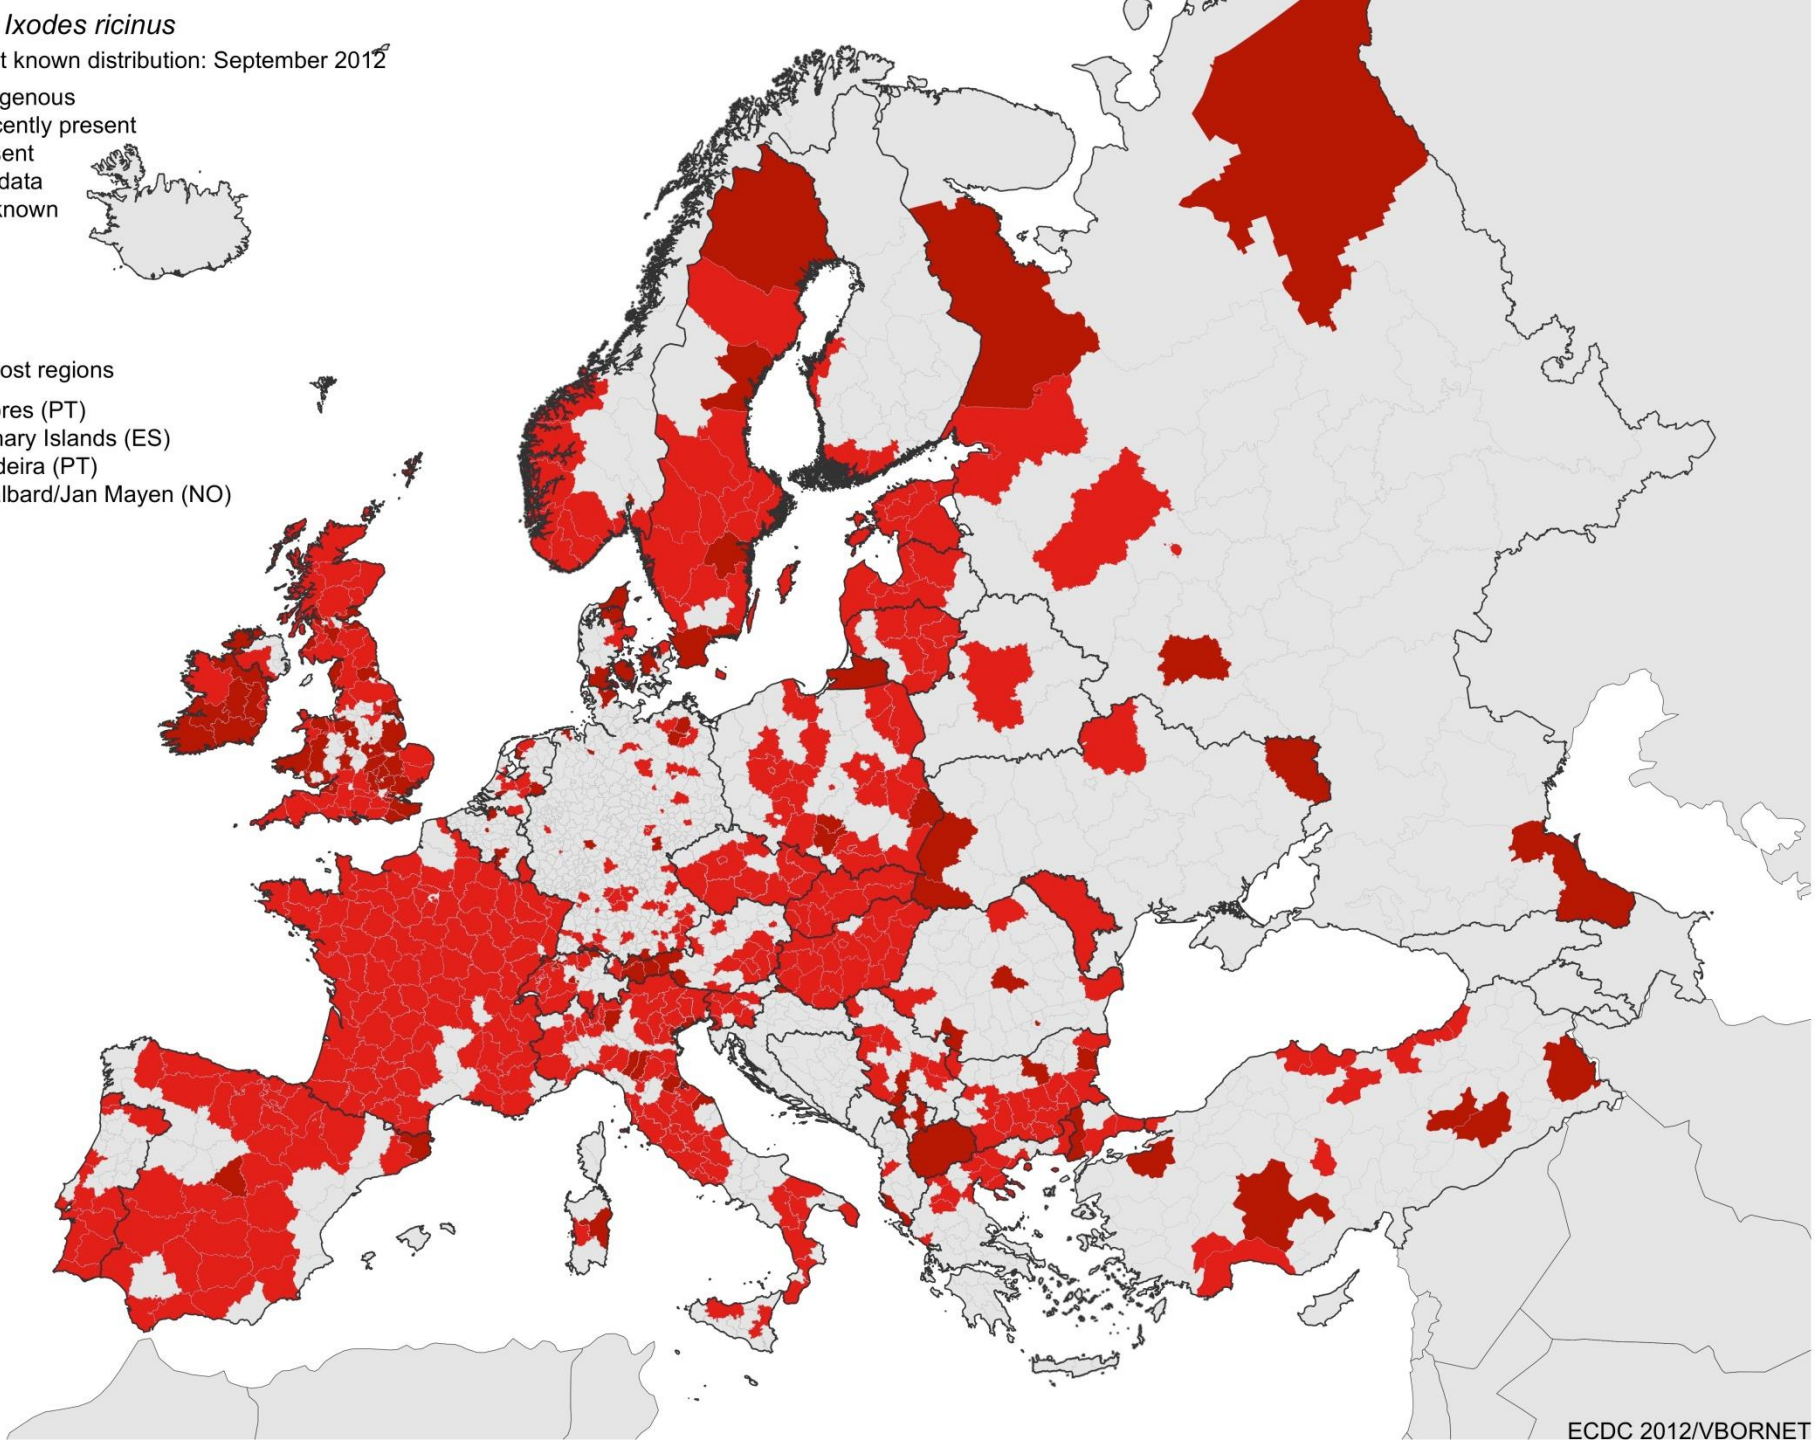 Ixodes ricinus
t known distribution: September 2012
genous
cently present
sent
data
known
ost regions
res (PT)
nary Islands (ES)
deira (PT)
lbard/Jan Mayen (NO)
ECDC 2012/VBORNET